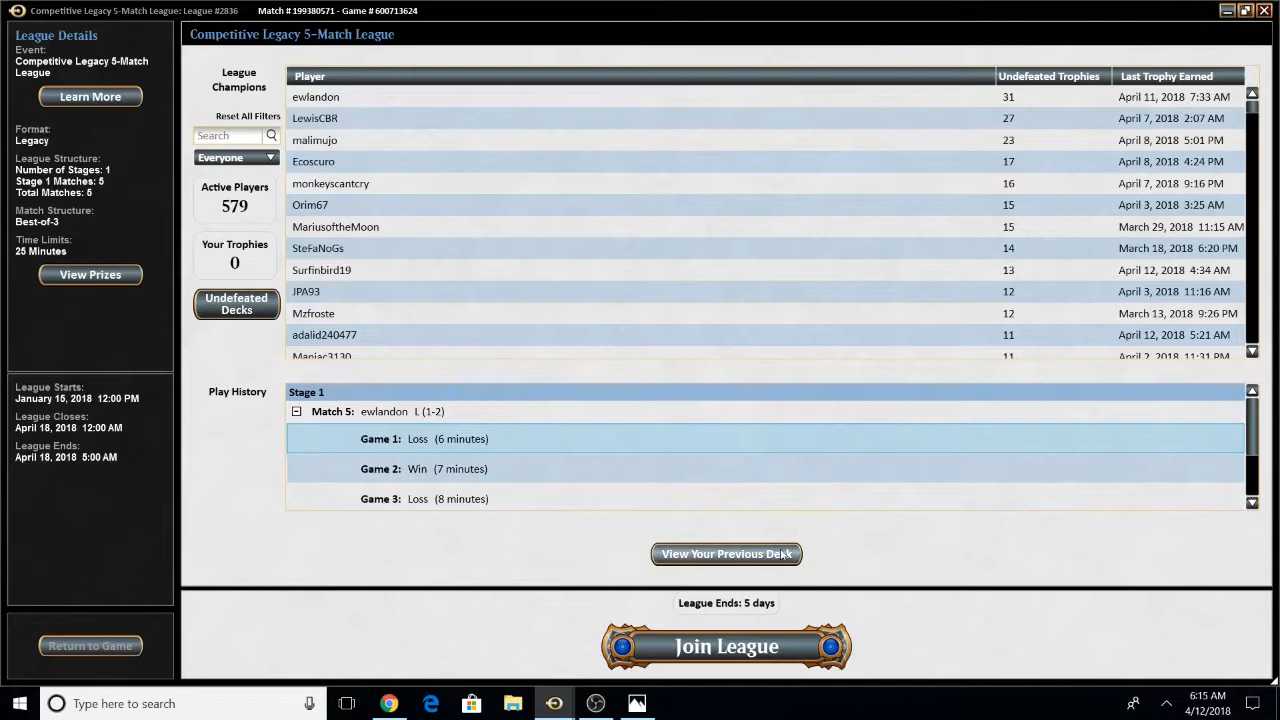 Competitive Legacy 5-Match League: League #2836 Match # 199380571 - Game # 600713624
League Details
Event:
Competitive Legacy 5-Match
League
Learn More
Format:
Legacy
League Structure:
Number of Stages: 1
Stage 1 Matches: 5
Total Matches: 5
Match Structure:
Best-of-3
Time Limits:
25 Minutes
View Prizes
League Starts:
January 15, 2018 12:00 PM
League Closes:
April 18, 2018 12:00 AM
League Ends:
April 18, 2018 5:00 AM
Return to Game
Competitive Legacy 5-Match League
League
Champions
Reset All Filters
Search
Everyone
Active Players
579
Your Trophies
0
Undefeated
Decks
Player Undefeated Trophies Last Trophy Earned
ewlandon 31 April 11, 2018 7:33 AM
LewisCBR 27 April 7, 2018 2:07 AM
malimujo 23 April 8, 2018 5:01 PM
Ecoscuro 17 April 8, 2018 4:24 PM
monkeyscantcry 16 April 7, 2018 9:16 PM
Orim67 15 April 3, 2018 3:25 AM
MariusoftheMoon 15 March 29, 2018 11:15 AM
SteFaNoGs 14 March 18, 2018 6:20 PM
Surfinbird19 13 April 12, 2018 4:34 AM
JPA93 12 April 3, 2018 11:16 AM
Mzfroste 12 March 13, 2018 9:26 PM
adalid240477 11 April 12, 2018 5:21 AM
Maniac3130 11 April 2, 2018 11:31 PM
Play History
Stage 1
Match 5: ewlandon L (1-2)
Game 1: Loss (6 minutes)
Game 2: Win (7 minutes)
Game 3: Loss (8 minutes)
View Your Previous Deck
League Ends: 5 days
Join League
Type here to search
6:15 AM
4/12/2018